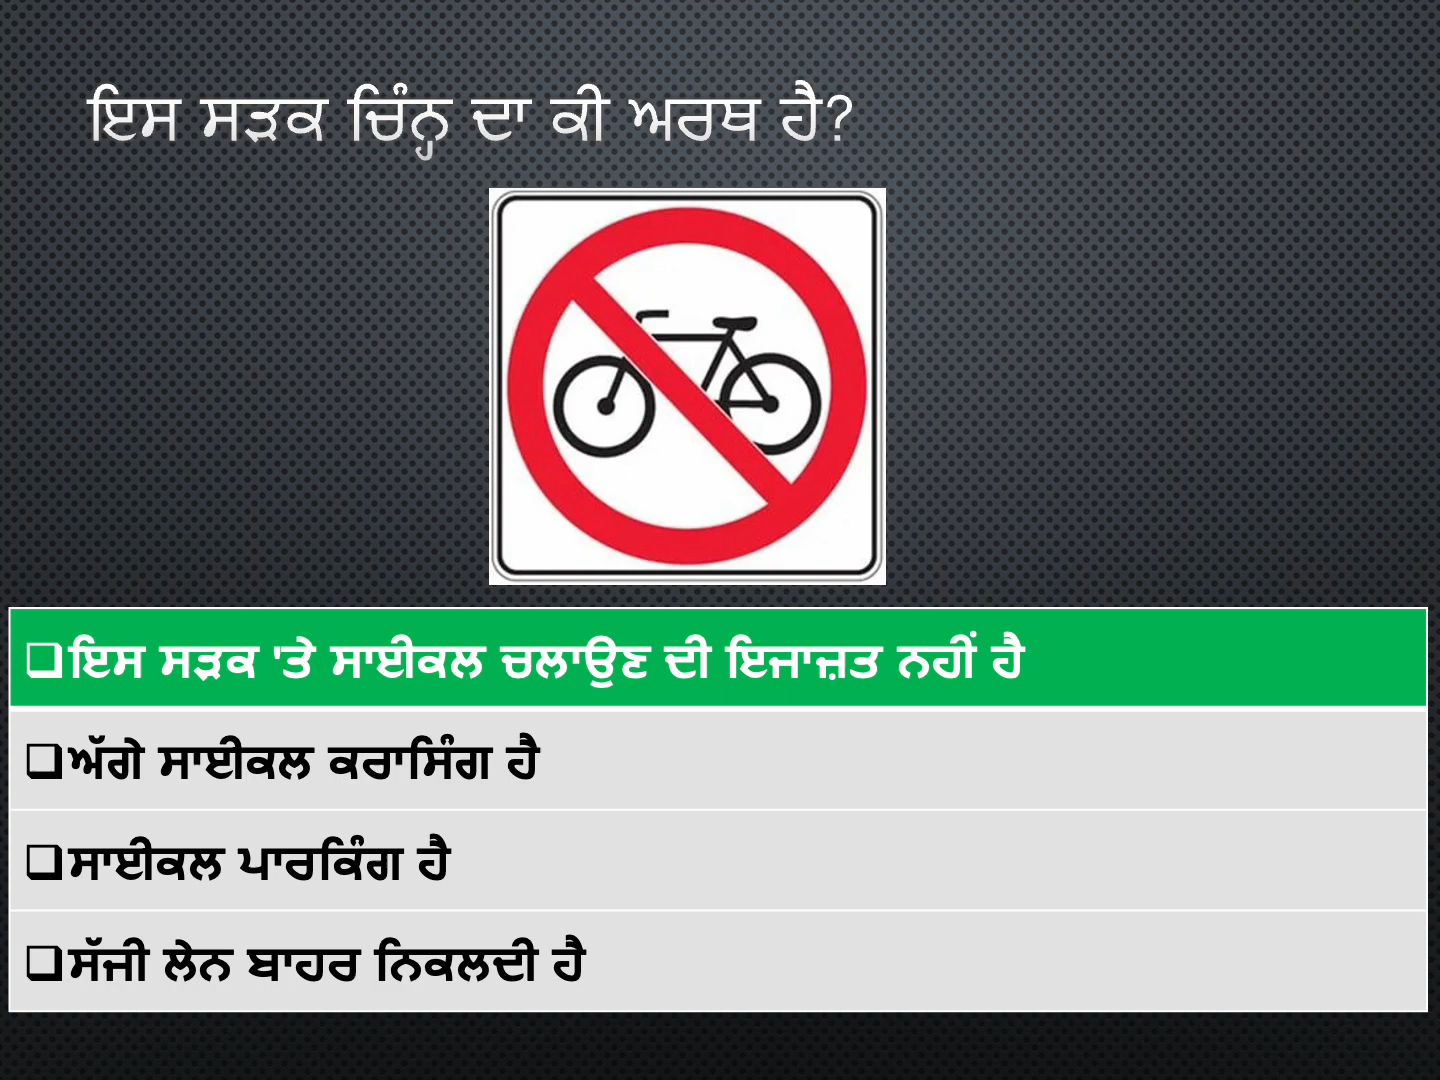 ਇਸ ਸੜਕ ਚਿੰਨ੍ਹ ਦਾ ਕੀ ਅਰਥ ਹੈ?
❑ਇਸ ਸੜਕ 'ਤੇ ਸਾਈਕਲ ਚਲਾਉਣ ਦੀ ਇਜਾਜ਼ਤ ਨਹੀਂ ਹੈ
❑ਅੱਗੇ ਸਾਈਕਲ ਕਰਾਸਿੰਗ ਹੈ
❑ਸਾਈਕਲ ਪਾਰਕਿੰਗ ਹੈ
❑ਸੱਜੀ ਲੇਨ ਬਾਹਰ ਨਿਕਲਦੀ ਹੈ